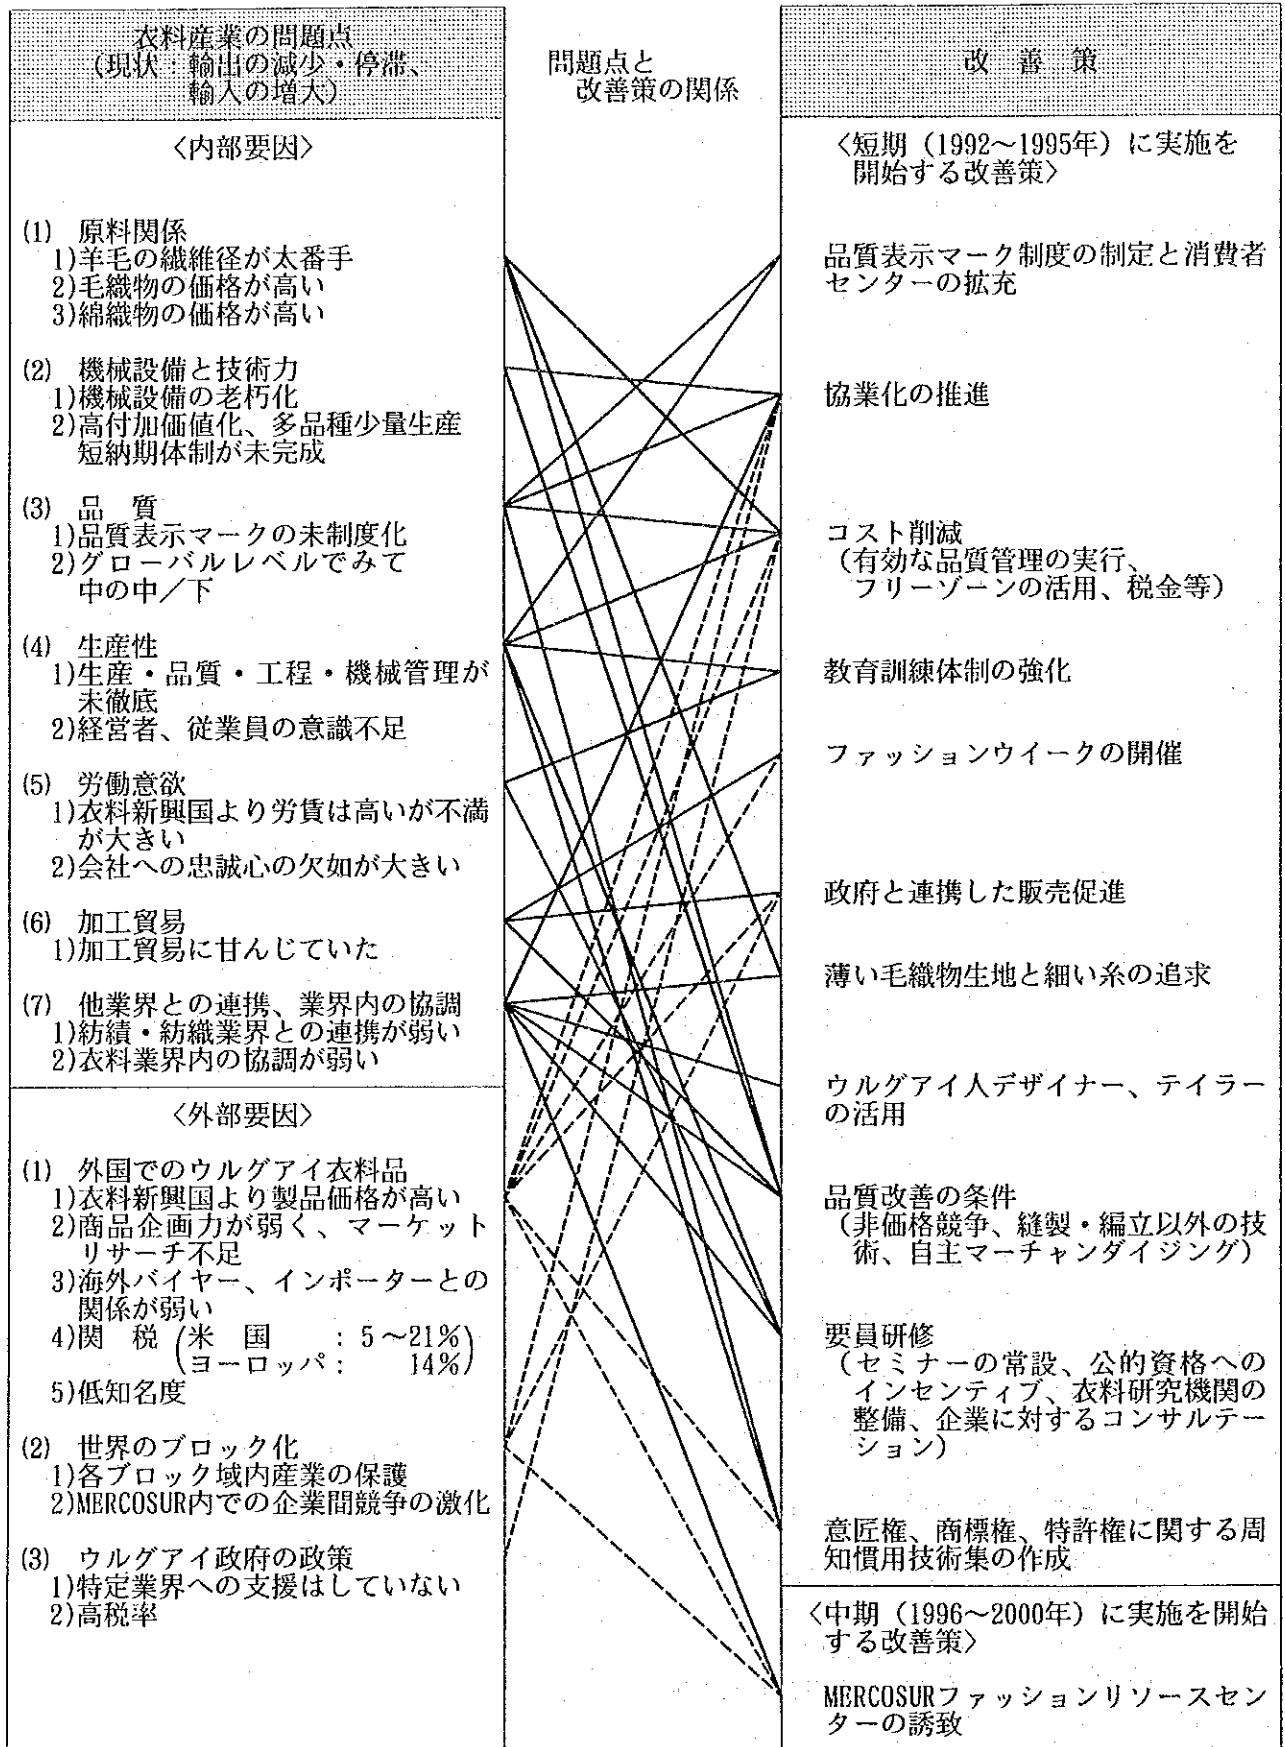 衣料産業の問題点
(現状：輸出の減少・停滞、
輸入の増大)
問題点と
改善策の関係
改善策
〈内部要因〉
(1) 原料関係
1)羊毛の繊維径が太番手
2)毛織物の価格が高い
3)綿織物の価格が高い
(2) 機械設備と技術力
1)機械設備の老朽化
2)高付加価値化、多品種少量生産
短納期体制が未完成
(3) 品質
1)品質表示マークの未制度化
2)グローバルレベルでみて
中の中／下
(4) 生産性
1)生産・品質・工程・機械管理が
未徹底
2)経営者、従業員の意識不足
(5) 労働意欲
1)衣料新興国より労賃は高いが不満
が大きい
2)会社への忠誠心の欠如が大きい
(6) 加工貿易
1)加工貿易に甘んじていた
(7) 他業界との連携、業界内の協調
1)紡績・紡織業界との連携が弱い
2)衣料業界内の協調が弱い
〈外部要因〉
(1) 外国でのウルグアイ衣料品
1)衣料新興国より製品価格が高い
2)商品企画力が弱く、マーケット
リサーチ不足
3)海外バイヤー、インポーターとの
関係が弱い
4)関税(米国：5～21%
ヨーロッパ：14%)
5)低知名度
(2) 世界のブロック化
1)各ブロック域内産業の保護
2)MERCOSUR内での企業間競争の激化
(3) ウルグアイ政府の政策
1)特定業界への支援はしていない
2)高税率
〈短期（1992～1995年）に実施を
開始する改善策〉
品質表示マーク制度の制定と消費者
センターの拡充
協業化の推進
コスト削減
（有効な品質管理の実行、
フリーゾーンの活用、税金等）
教育訓練体制の強化
ファッションウイークの開催
政府と連携した販売促進
薄い毛織物生地と細い糸の追求
ウルグアイ人デザイナー、テイラー
の活用
品質改善の条件
（非価格競争、縫製・編立以外の技
術、自主マーチャンダイジング）
要員研修
（セミナーの常設、公的資格への
インセンティブ、衣料研究機関の
整備、企業に対するコンサルテー
ション）
意匠権、商標権、特許権に関する周
知慣用技術集の作成
〈中期（1996～2000年）に実施を開始
する改善策〉
MERCOSURファッションリソースセン
ターの誘致